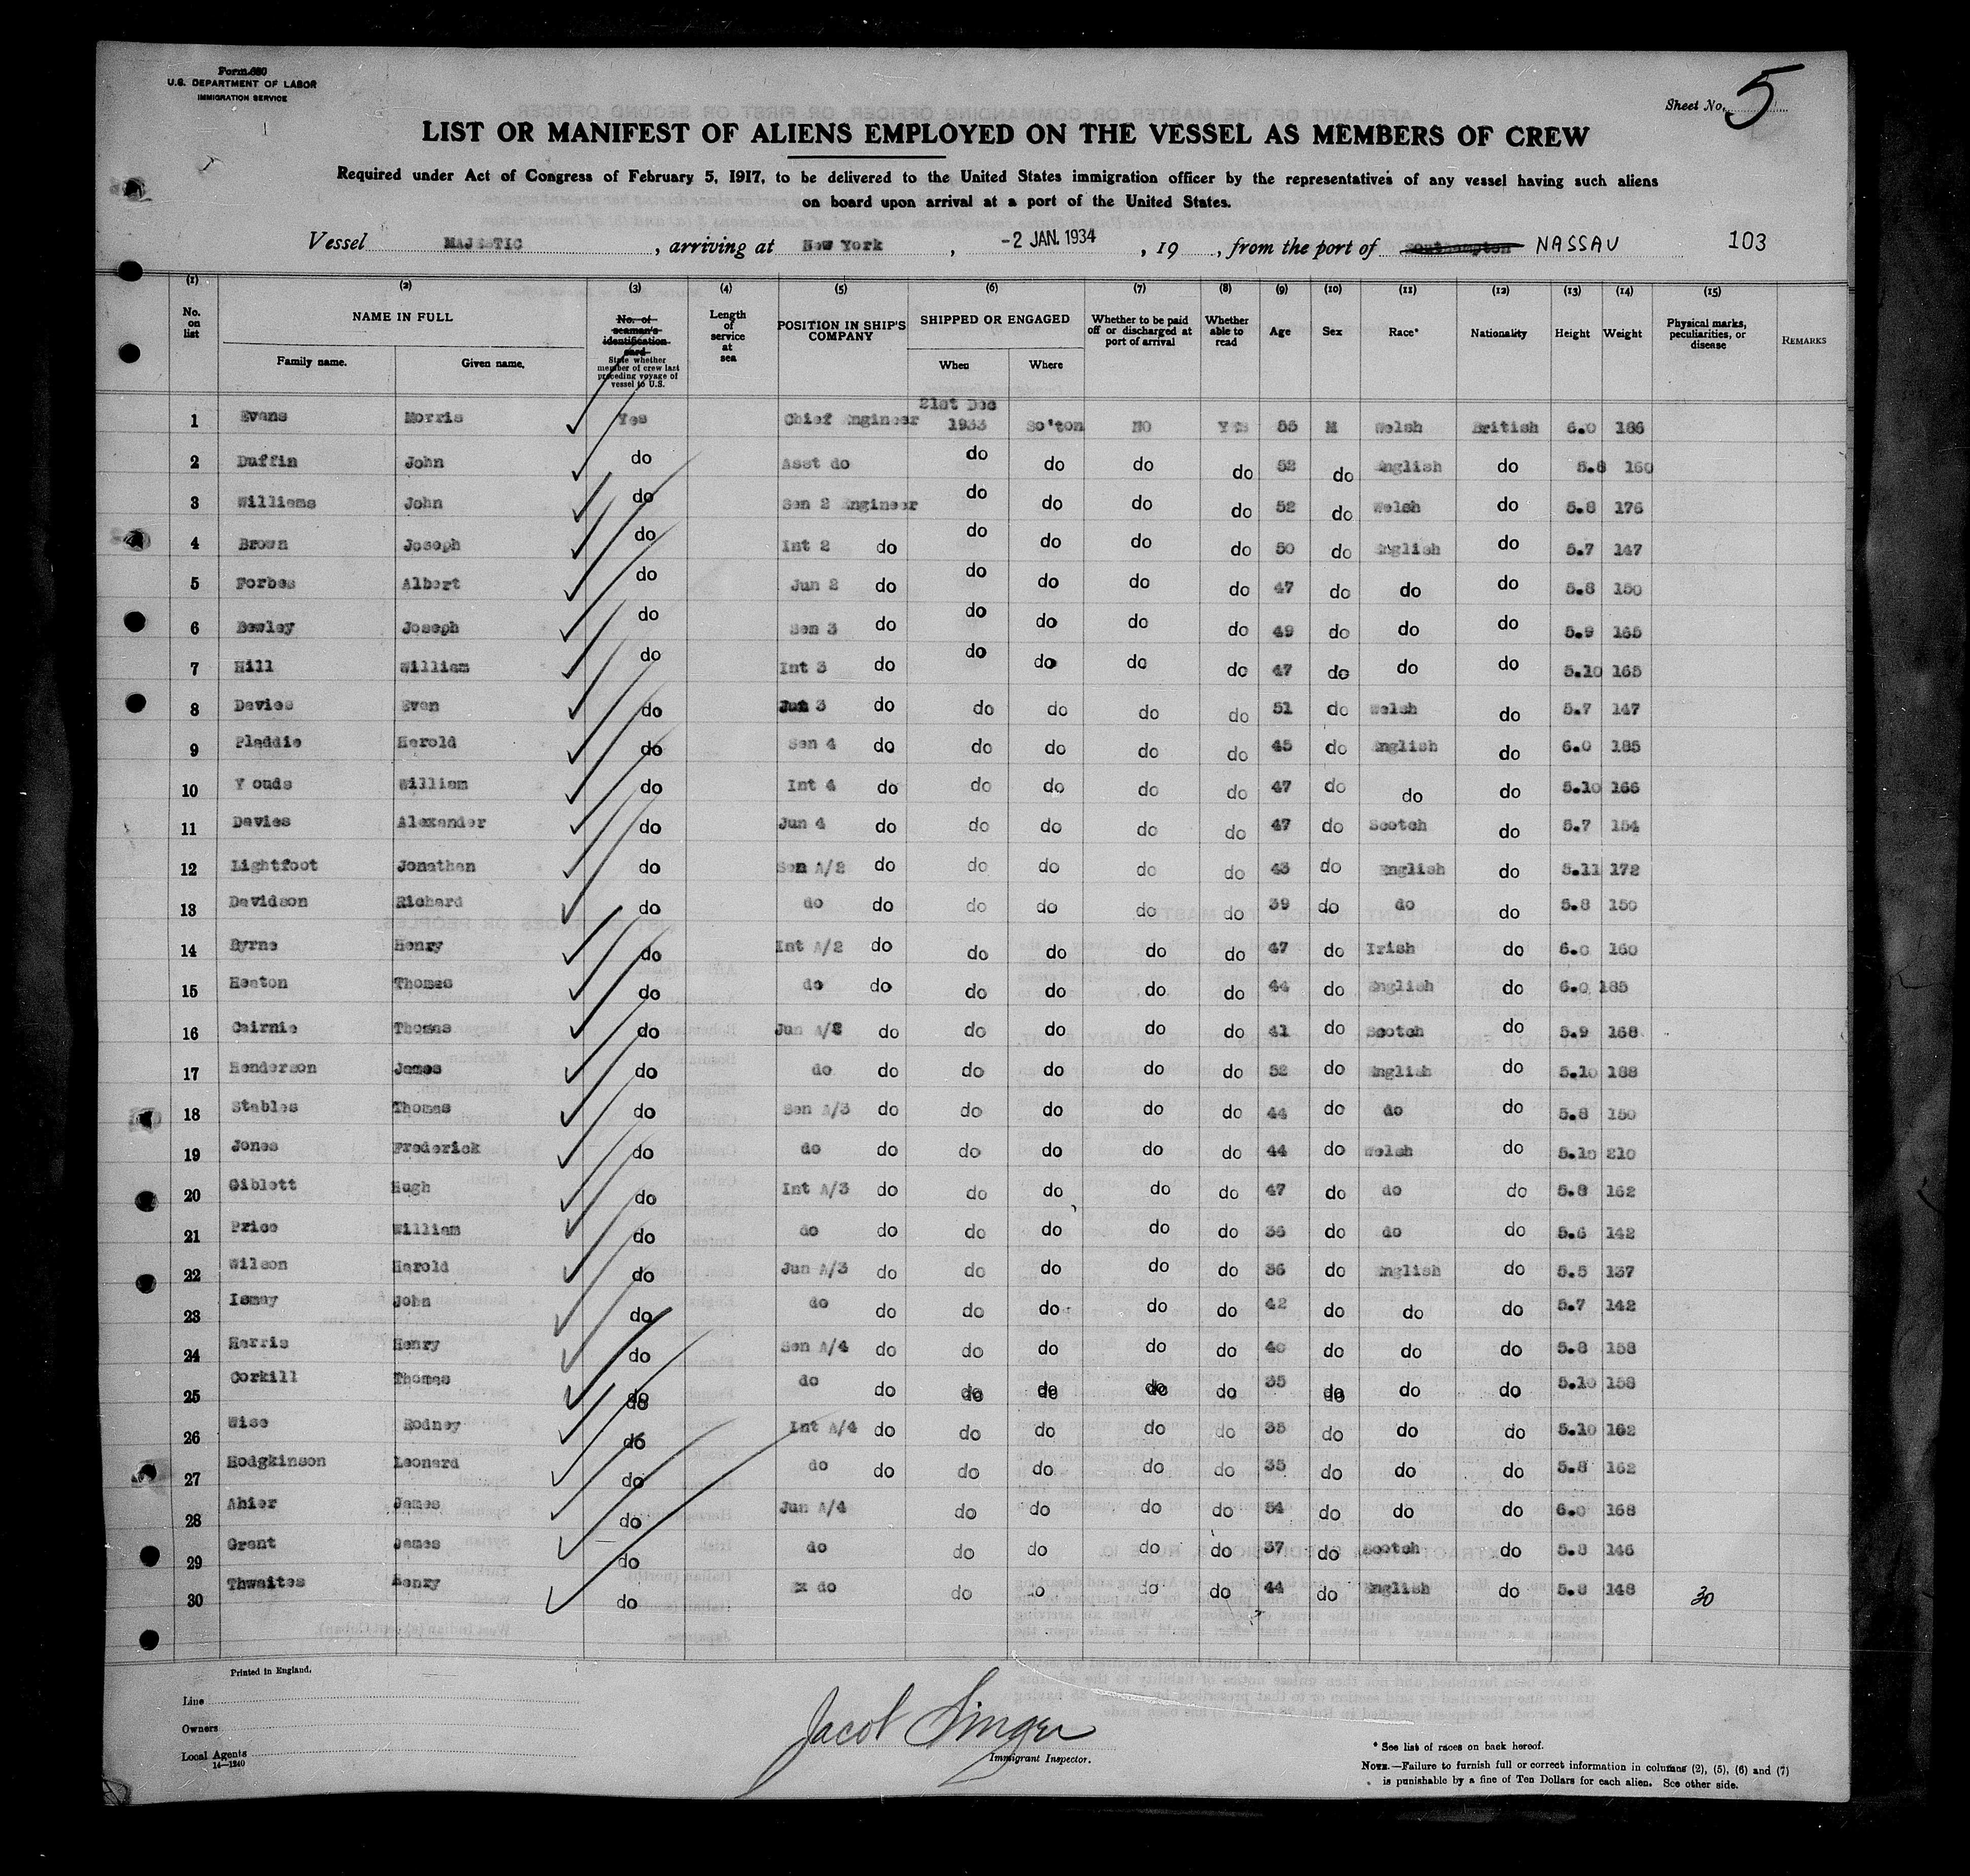 Form 680
U.S. DEPARTMENT OF LABOR
IMMIGRATION SERVICE
Sheet No. 5
LIST OR MANIFEST OF ALIENS EMPLOYED ON THE VESSEL AS MEMBERS OF CREW
Required under Act of Congress of February 5, 1917, to be delivered to the United States immigration officer by the representatives of any vessel having such aliens
on board upon arrival at a port of the United States.
Vessel MAJESTIC, arriving at New York, -2 JAN. 1934, 19, from the port of Southampton NASSAU 103
(1) (2) (3) (4) (5) (6) (7) (8) (9) (10) (11) (12) (13) (14) (15)
No. on list NAME IN FULL Family name. Given name. No. of seaman's identification card State whether member of crew last preceding voyage of vessel to U.S. Length of service at sea POSITION IN SHIP'S COMPANY SHIPPED OR ENGAGED When Where Whether to be paid off or discharged at port of arrival Whether able to read Age Sex Race* Nationality Height Weight Physical marks, peculiarities, or disease REMARKS
1 Evans Morris Yes Chief Engineer 21st Dec 1933 So'ton NO Yes 55 M Welsh British 6.0 186
2 Duffin John do Asst do do do do do 52 do English do 5.8 160
3 Williams John do Sen 2 Engineer do do do do 52 do Welsh do 5.8 176
4 Brown Joseph do Int 2 do do do do do 50 do English do 5.7 147
5 Forbes Albert do Jun 2 do do do do do 47 do do do 5.8 150
6 Bewley Joseph do Sen 3 do do do do do 49 do do do 5.9 165
7 Hill William do Int 3 do do do do do 47 do do do 5.10 165
8 Davies Evan do Jun 3 do do do do do 51 do Welsh do 5.7 147
9 Pladdie Harold do Sen 4 do do do do do 45 do English do 6.0 185
10 Y ouds William do Int 4 do do do do do 47 do do do 5.10 166
11 Davies Alexander do Jun 4 do do do do do 47 do Scotch do 5.7 154
12 Lightfoot Jonathan do Sen A/2 do do do do do 43 do English do 5.11 172
13 Davidson Richard do do do do do do do 39 do do do 5.8 150
14 Byrne Henry do Int A/2 do do do do do 47 do Irish do 6.0 160
15 Heaton Thomas do do do do do do do 44 do English do 6.0 185
16 Cairnie Thomas do Jun A/2 do do do do do 41 do Scotch do 5.9 168
17 Henderson James do do do do do do do 52 do English do 5.10 188
18 Stables Thomas do Sen A/3 do do do do do 44 do do do 5.8 150
19 Jones Frederick do do do do do do do 44 do Welsh do 5.10 210
20 Giblett Hugh do Int A/3 do do do do do 47 do do do 5.8 162
21 Price William do do do do do do do 36 do do do 5.6 142
22 Wilson Harold do Jun A/3 do do do do do 36 do English do 5.5 137
23 Ismay John do do do do do do do 42 do do do 5.7 142
24 Harris Henry do Sen A/4 do do do do do 40 do do do 5.8 158
25 Corkill Thomas do do do do do do do 35 do do do 5.10 158
26 Wise Rodney do Int A/4 do do do do do 35 do do do 5.10 162
27 Hodgkinson Leonard do do do do do do do 35 do do do 5.8 162
28 Ahier James do Jun A/4 do do do do 34 do do do 6.0 168
29 Grant James do do do do do do 37 do Scotch do 5.8 146
30 Thwaites Henry do Ex do do do do do 44 do English do 5.8 148 30
Printed in England.
Line
Owners
Local Agents
14—1240
Jacob Singer
Immigrant Inspector.
* See list of races on back hereof.
NOTE.—Failure to furnish full or correct information in columns (2), (5), (6) and (7)
is punishable by a fine of Ten Dollars for each alien. See other side.